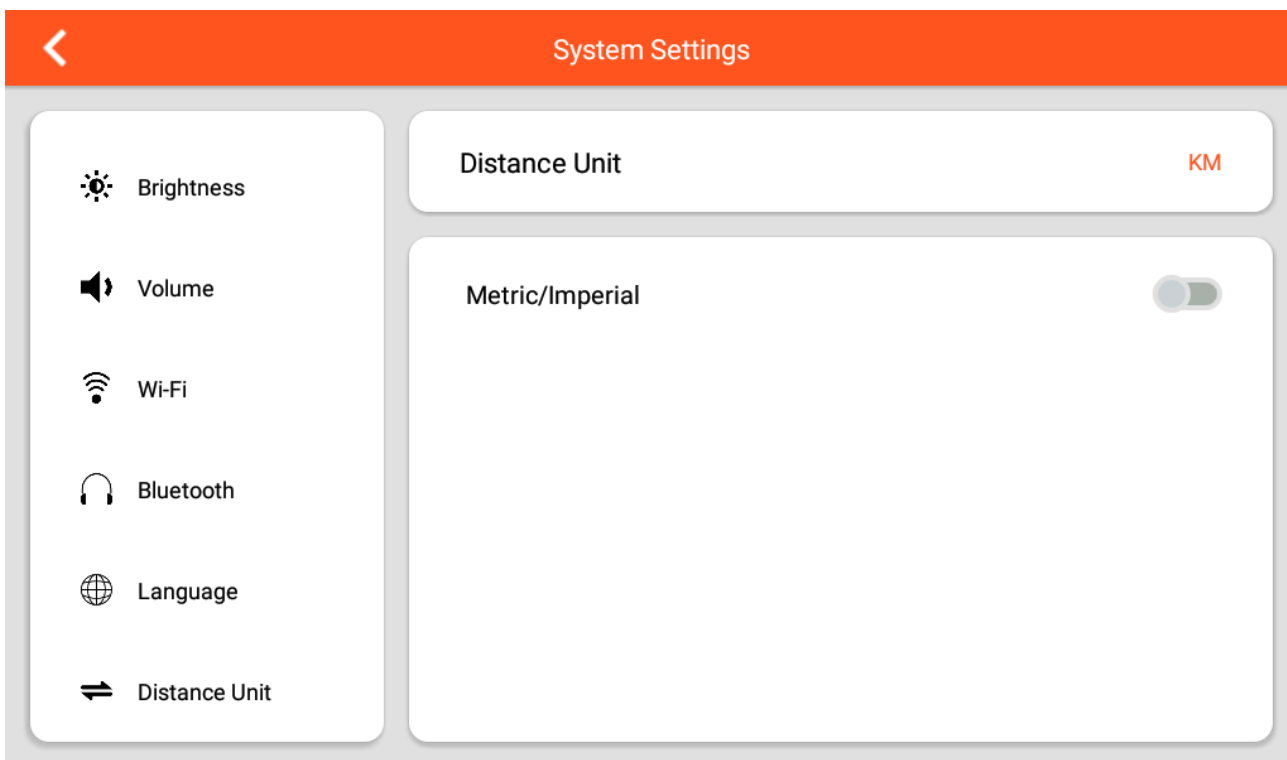 System Settings
Brightness
Volume
Wi-Fi
Bluetooth
Language
Distance Unit
Distance Unit
KM
Metric/Imperial